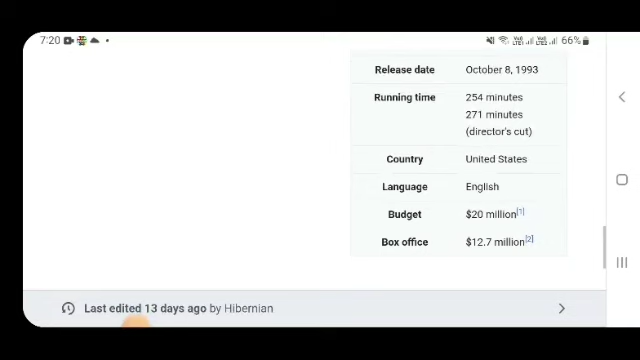 7:20 66%
Release date October 8, 1993
Running time 254 minutes
271 minutes
(director's cut)
Country United States
Language English
Budget $20 million[1]
Box office $12.7 million[2]
Last edited 13 days ago by Hibernian